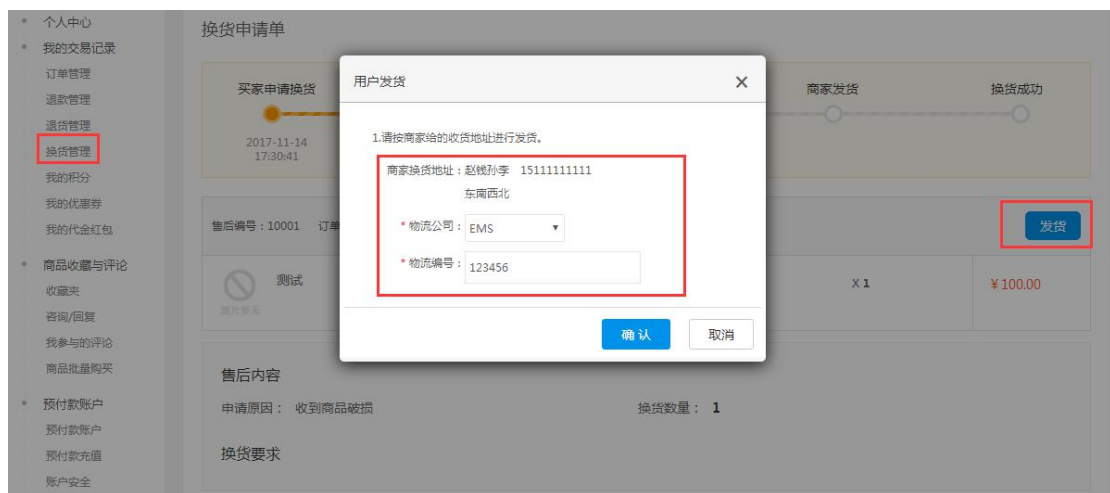 个人中心
我的交易记录
订单管理
退款管理
退货管理
换货管理
我的积分
我的优惠券
我的代金红包
商品收藏与评论
收藏夹
咨询/回复
我参与的评论
商品批量购买
预付款账户
预付款账户
预付款充值
账户安全
换货申请单
买家申请换货
商家发货
换货成功
2017-11-14
17:30:41
售后编号：10001 订单
发货
图片暂无
测试
X 1
¥ 100.00
售后内容
申请原因： 收到商品破损
换货数量： 1
换货要求
用户发货
×
1.请按商家给的收货地址进行发货。
商家换货地址：赵钱孙李 15111111111
东南西北
* 物流公司： EMS
* 物流编号： 123456
确 认
取消